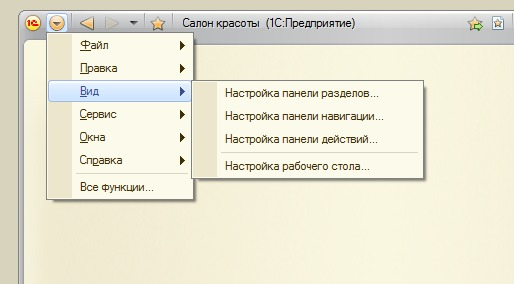 1С Салон красоты (1С:Предприятие)
Файл
Правка
Вид
Сервис
Окна
Справка
Все функции...
Настройка панели разделов...
Настройка панели навигации...
Настройка панели действий...
Настройка рабочего стола...